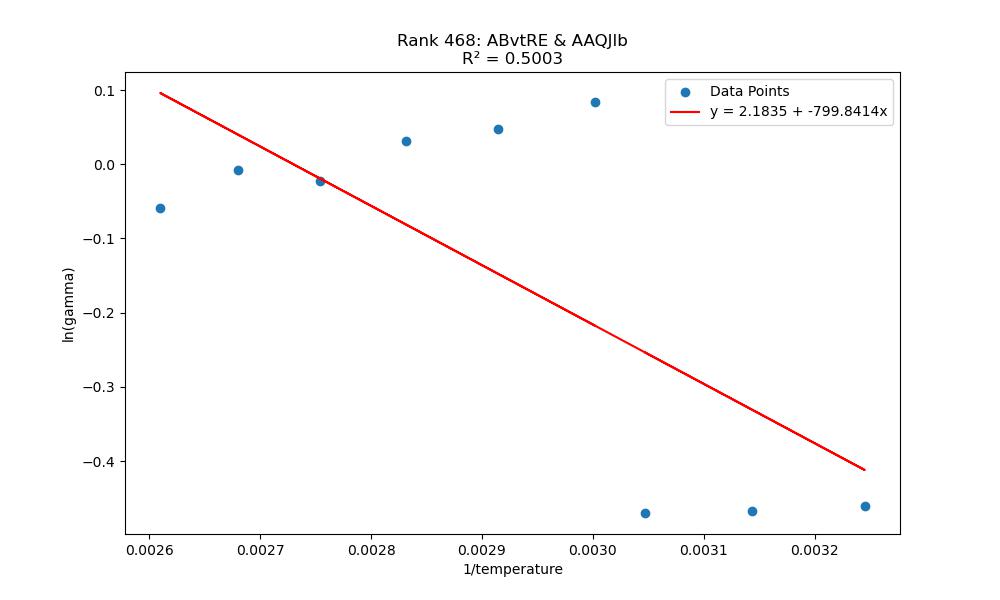 Rank 468: ABvtRE & AAQJlb
R² = 0.5003
Data Points
y = 2.1835 + -799.8414x
ln(gamma)
0.1
0.0
−0.1
−0.2
−0.3
−0.4
0.0026
0.0027
0.0028
0.0029
0.0030
0.0031
0.0032
1/temperature